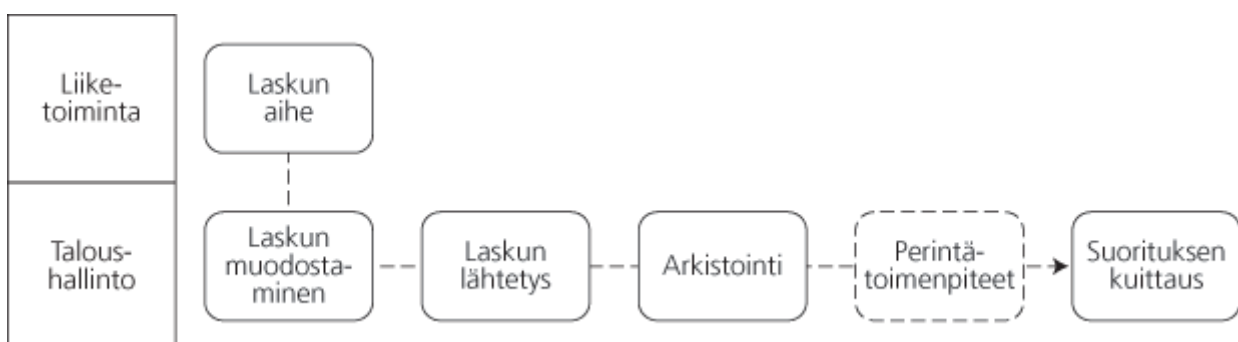 Liike-
toiminta
Laskun
aihe
Talous-
hallinto
Laskun
muodosta-
minen
Laskun
lähtetys
Arkistointi
Perintä-
toimenpiteet
Suorituksen
kuittaus